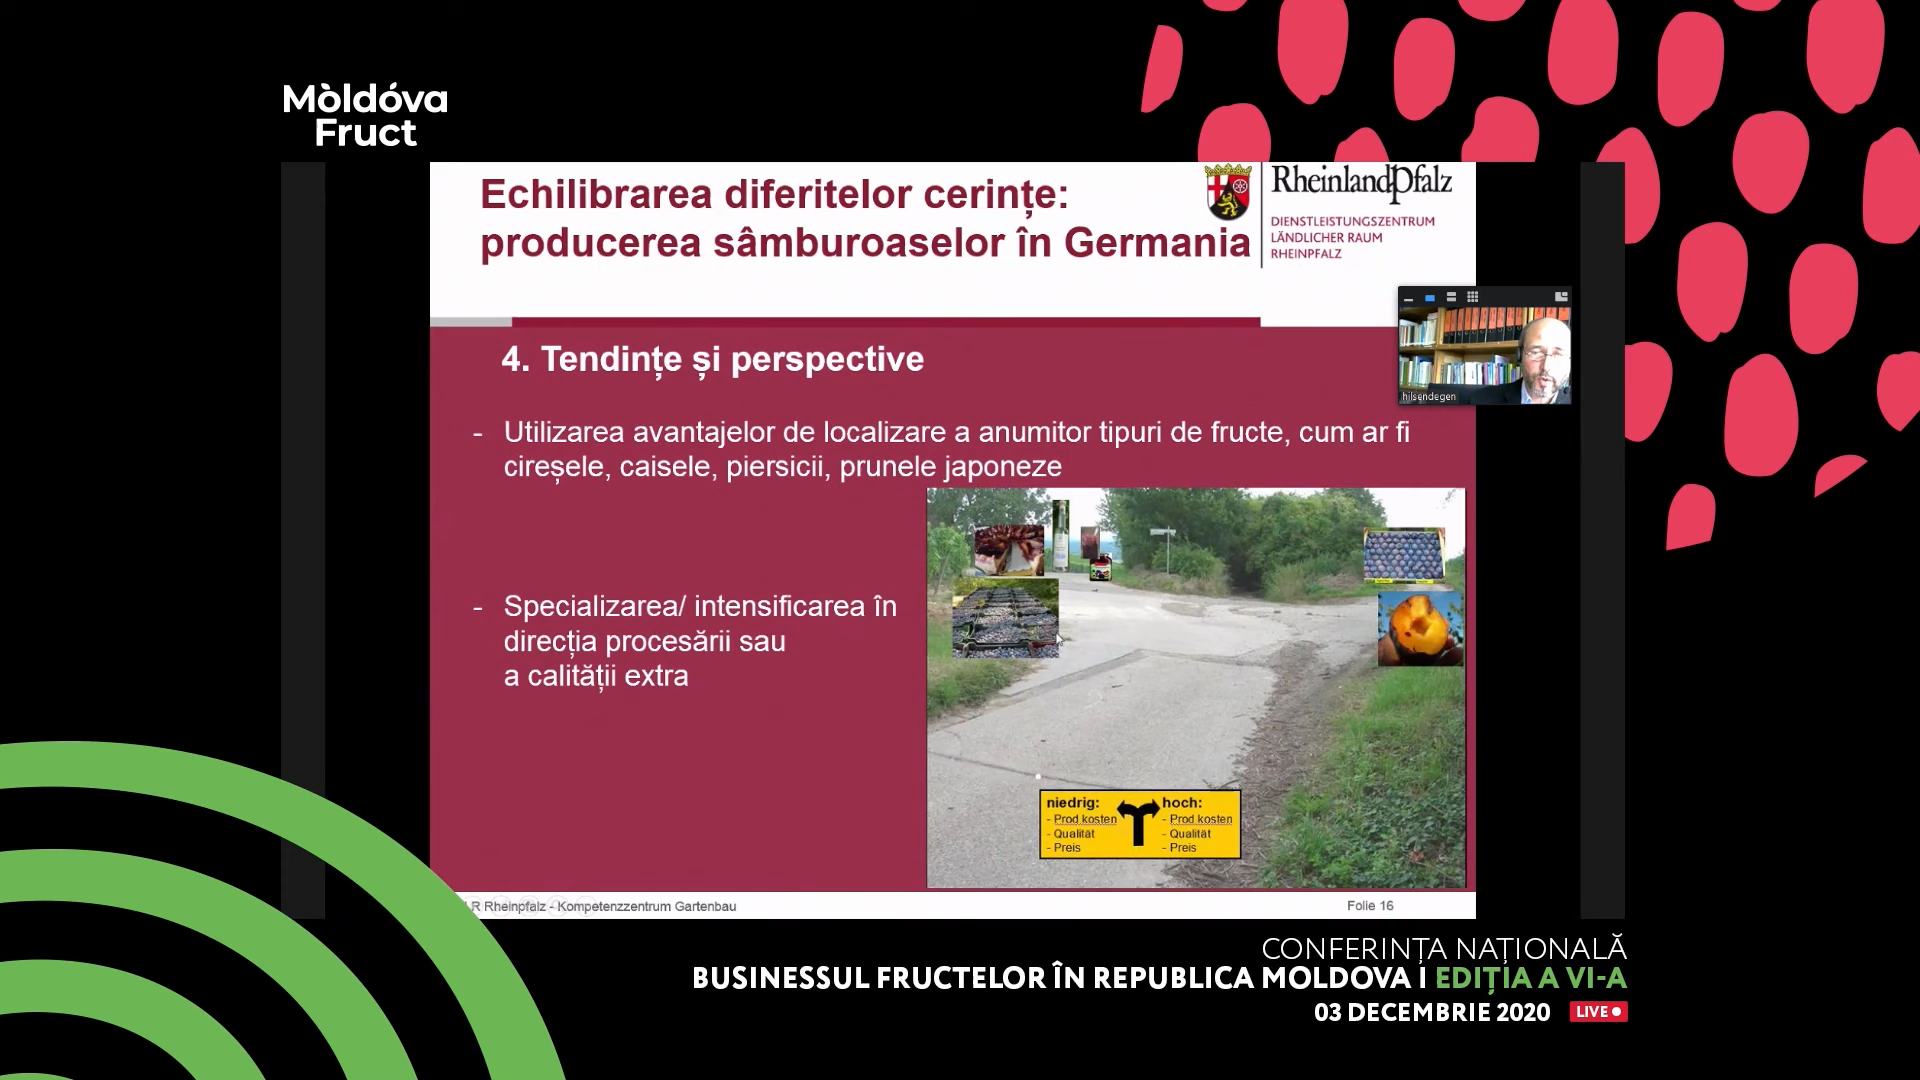 Mòldóva
Fruct
Echilibrarea diferitelor cerințe:
producerea sâmburoaselor în Germania
RheinlandPfalz
DIENSTLEISTUNGSZENTRUM
LÄNDLICHER RAUM
RHEINPFALZ
hilsendegen
4. Tendințe și perspective
- Utilizarea avantajelor de localizare a anumitor tipuri de fructe, cum ar fi
cireșele, caisele, piersicii, prunele japoneze
- Specializarea/ intensificarea în
direcția procesării sau
a calității extra
niedrig:
- Prod.kosten
- Qualität
- Preis
hoch:
- Prod.kosten
- Qualität
- Preis
LR Rheinpfalz - Kompetenzzentrum Gartenbau
Folie 16
CONFERINȚA NAȚIONALĂ
BUSINESSUL FRUCTELOR ÎN REPUBLICA MOLDOVA I EDIȚIA A VI-A
03 DECEMBRIE 2020 LIVE